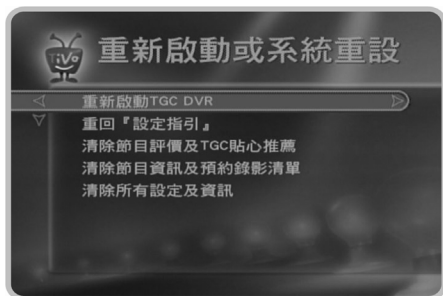 TiVo
重新啟動或系統重設
重新啟動TGC DVR
重回『設定指引』
清除節目評價及TGC貼心推薦
清除節目資訊及預約錄影清單
清除所有設定及資訊